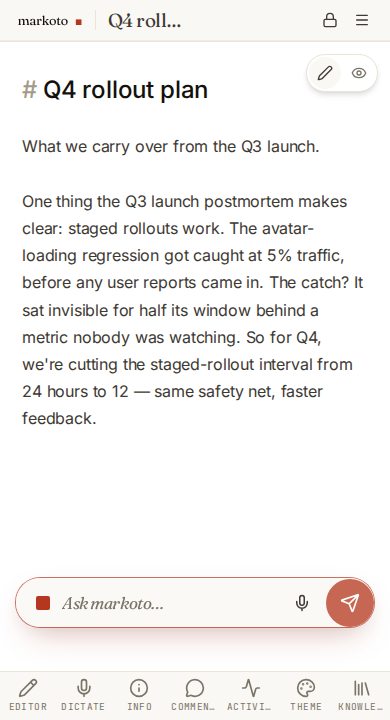 markoto
Q4 roll...
# Q4 rollout plan
What we carry over from the Q3 launch.
One thing the Q3 launch postmortem makes
clear: staged rollouts work. The avatar-
loading regression got caught at 5% traffic,
before any user reports came in. The catch? It
sat invisible for half its window behind a
metric nobody was watching. So for Q4,
we're cutting the staged-rollout interval from
24 hours to 12 — same safety net, faster
feedback.
Ask markoto...
EDITOR
DICTATE
INFO
COMMEN…
ACTIVI…
THEME
KNOWLE…